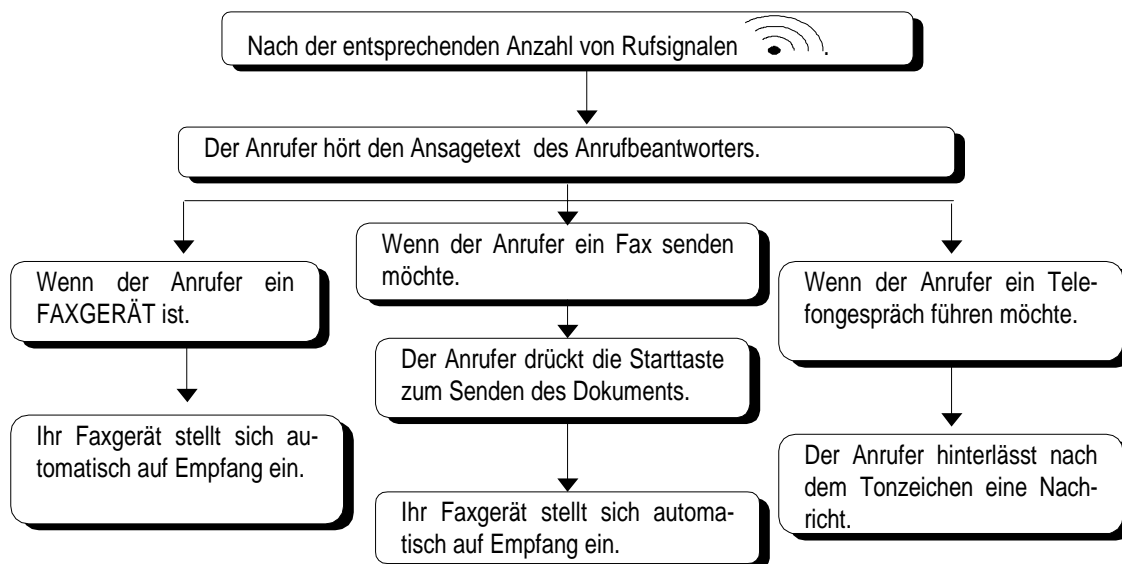 Nach der entsprechenden Anzahl von Rufsignalen .
Der Anrufer hört den Ansagetext des Anrufbeantworters.
Wenn der Anrufer ein
FAXGERÄT ist.
Ihr Faxgerät stellt sich au-
tomatisch auf Empfang ein.
Wenn der Anrufer ein Fax senden
möchte.
Der Anrufer drückt die Starttaste
zum Senden des Dokuments.
Ihr Faxgerät stellt sich automa-
tisch auf Empfang ein.
Wenn der Anrufer ein Tele-
fongespräch führen möchte.
Der Anrufer hinterlässt nach
dem Tonzeichen eine Nach-
richt.